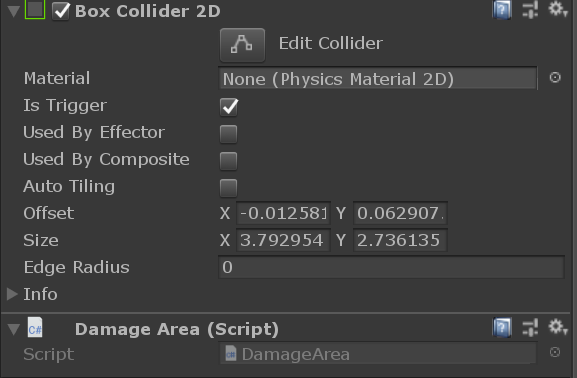 Box Collider 2D
Edit Collider
Material None (Physics Material 2D)
Is Trigger
Used By Effector
Used By Composite
Auto Tiling
Offset X -0.012581 Y 0.062907
Size X 3.792954 Y 2.736135
Edge Radius 0
Info
C# Damage Area (Script)
Script C# DamageArea